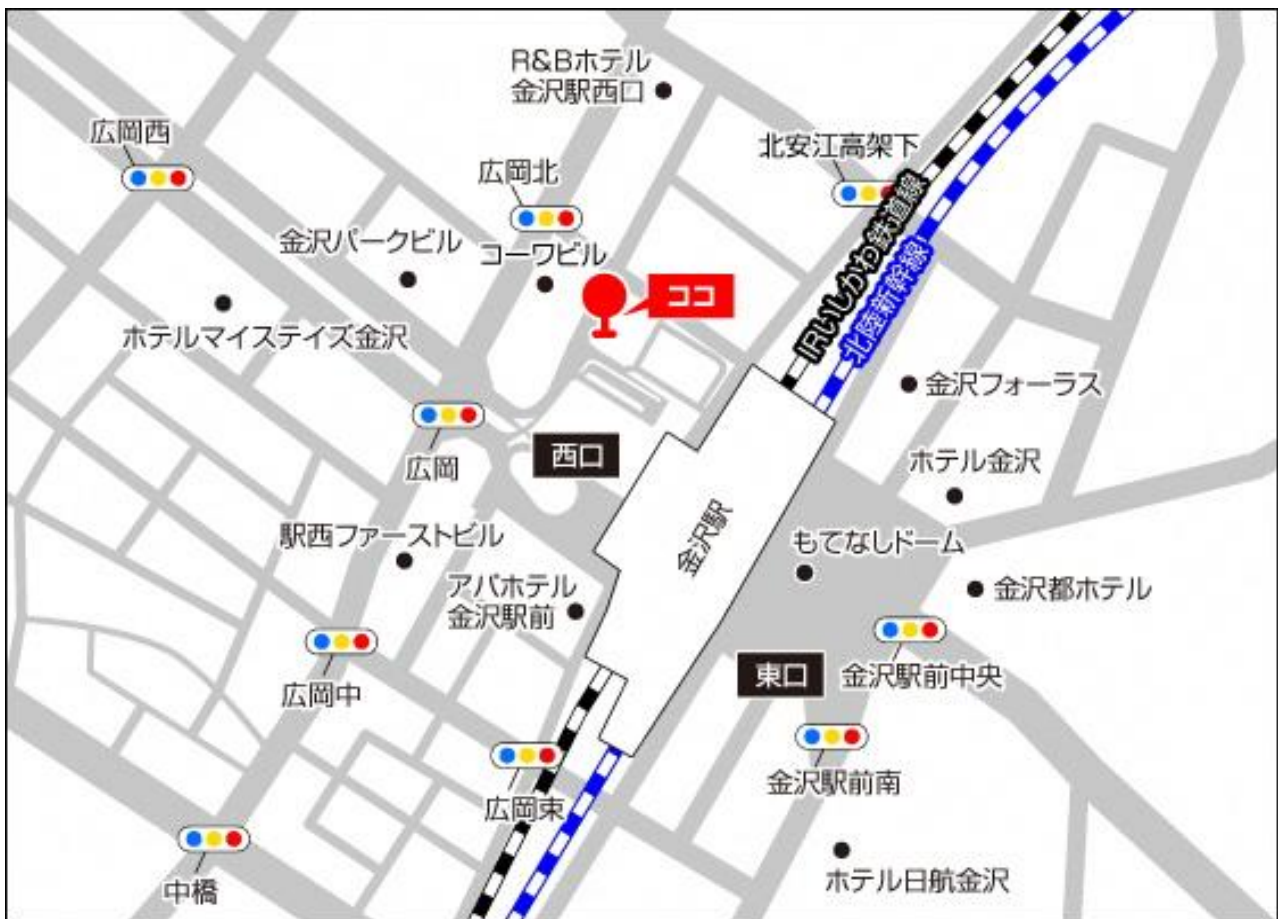 R&Bホテル
金沢駅西口
広岡西
北安江高架下
広岡北
金沢パークビル
コーワビル
ココ
ホテルマイステイズ金沢
IRいしかわ鉄道線
北陸新幹線
金沢フォーラス
広岡
西口
ホテル金沢
駅西ファーストビル
金沢駅
もてなしドーム
アパホテル
金沢駅前
金沢都ホテル
東口
金沢駅前中央
広岡中
金沢駅前南
広岡東
中橋
ホテル日航金沢